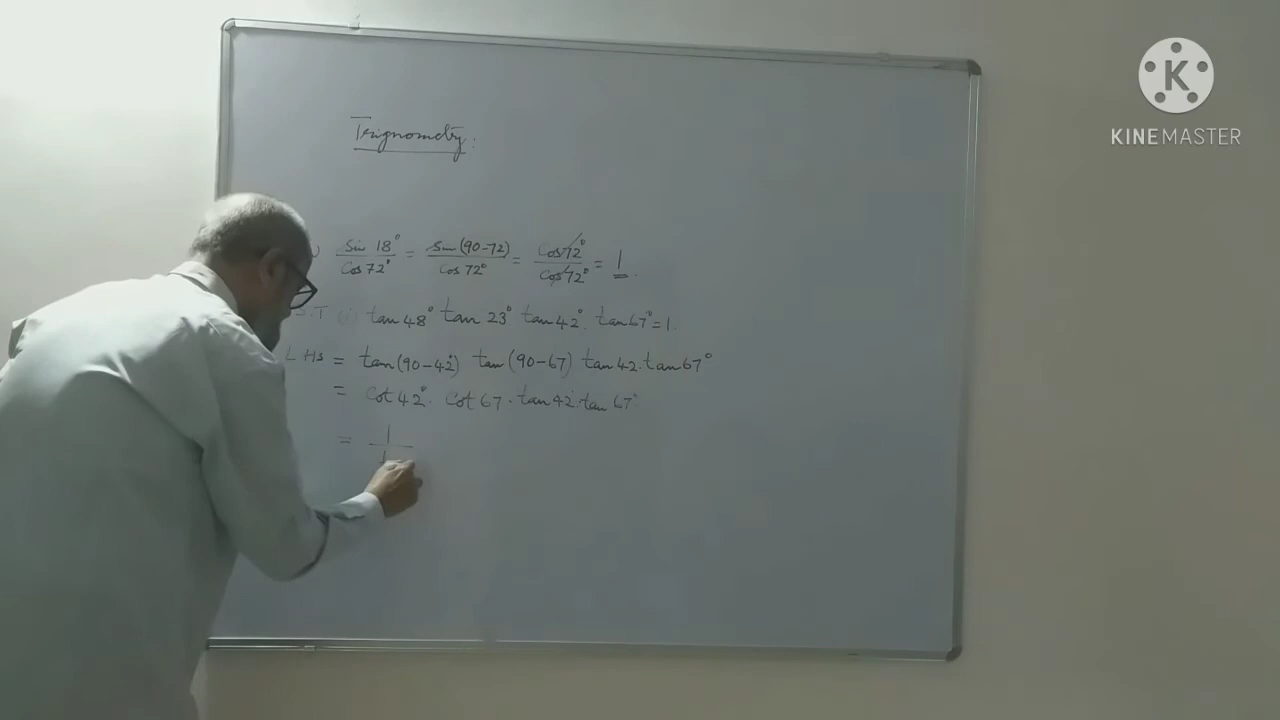 KINEMASTER
Trignometry:
Sin 18° / Cos 72° = sin (90-72) / Cos 72° = Cos 72° / Cos 72° = 1.
S.T tan 48° tan 23° tan 42° tan 67° = 1.
L Hs = tan (90-42°) tan (90-67) tan 42. tan 67°
= Cot 42°. Cot 67. tan 42. tan 67°
= 1